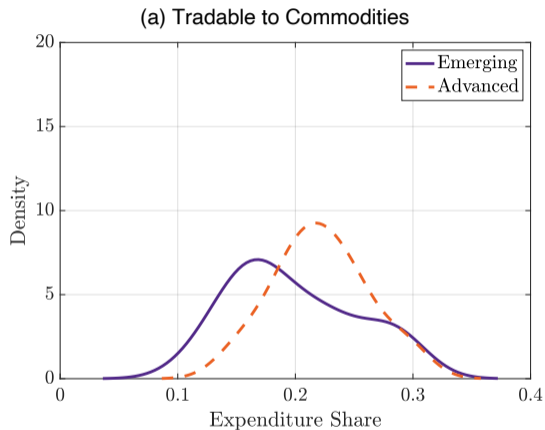 (a) Tradable to Commodities
20
Emerging
Advanced
15
10
5
0
Density
0
0.1
0.2
0.3
0.4
Expenditure Share